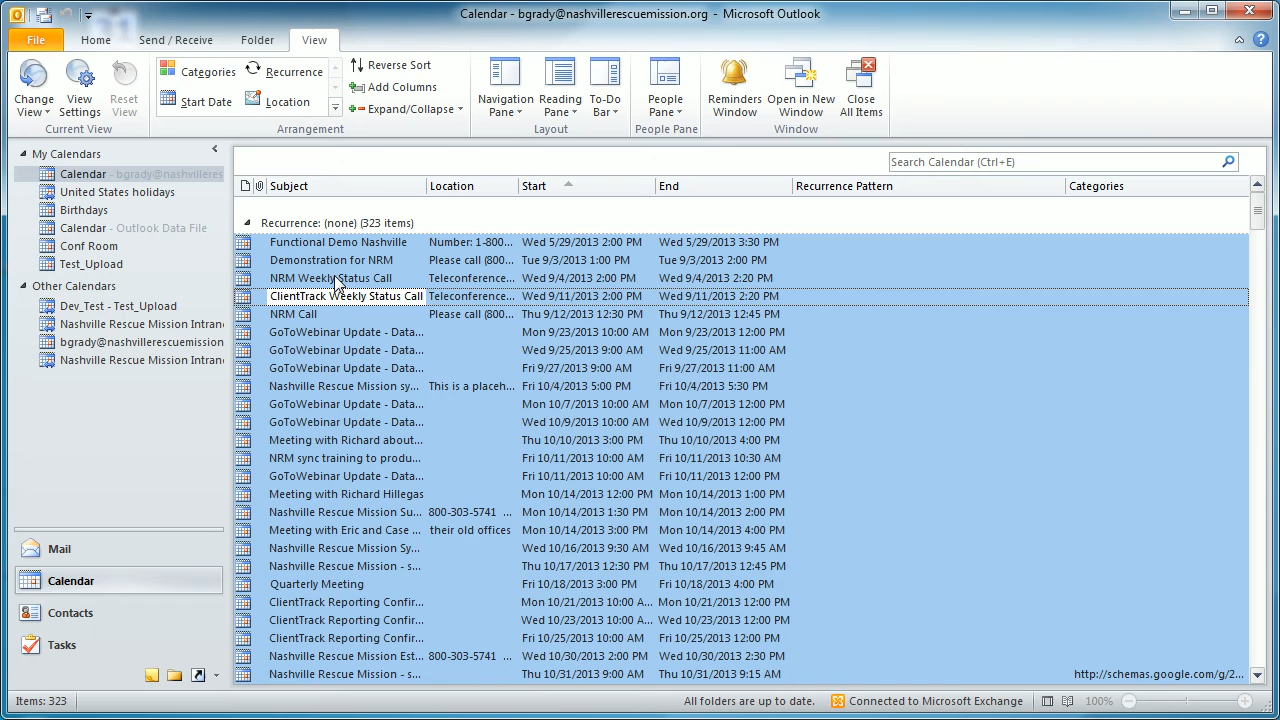 Calendar - bgrady@nashvillerescuemission.org - Microsoft Outlook
File Home Send / Receive Folder View
Categories Recurrence Reverse Sort
Add Columns
Start Date Location Expand/Collapse
Change View View Settings Reset View Navigation Pane Reading Pane To-Do Bar People Pane Reminders Window Open in New Window Close All Items
Current View Arrangement Layout People Pane Window
My Calendars
Calendar - bgrady@nashvilleres
United States holidays
Birthdays
Calendar - Outlook Data File
Conf Room
Test_Upload
Other Calendars
Dev_Test - Test_Upload
Nashville Rescue Mission Intran
bgrady@nashvillerescuemission
Nashville Rescue Mission Intran
Mail
Calendar
Contacts
Tasks
Search Calendar (Ctrl+E)
Subject Location Start End Recurrence Pattern Categories
Recurrence: (none) (323 items)
Functional Demo Nashville Number: 1-800... Wed 5/29/2013 2:00 PM Wed 5/29/2013 3:30 PM
Demonstration for NRM Please call (800... Tue 9/3/2013 1:00 PM Tue 9/3/2013 2:00 PM
NRM Weekly Status Call Teleconference... Wed 9/4/2013 2:00 PM Wed 9/4/2013 2:20 PM
ClientTrack Weekly Status Call Teleconference... Wed 9/11/2013 2:00 PM Wed 9/11/2013 2:20 PM
NRM Call Please call (800... Thu 9/12/2013 12:30 PM Thu 9/12/2013 12:45 PM
GoToWebinar Update - Data... Mon 9/23/2013 10:00 AM Mon 9/23/2013 12:00 PM
GoToWebinar Update - Data... Wed 9/25/2013 9:00 AM Wed 9/25/2013 11:00 AM
GoToWebinar Update - Data... Fri 9/27/2013 9:00 AM Fri 9/27/2013 11:00 AM
Nashville Rescue Mission sy... This is a placeh... Fri 10/4/2013 5:00 PM Fri 10/4/2013 5:30 PM
GoToWebinar Update - Data... Mon 10/7/2013 10:00 AM Mon 10/7/2013 12:00 PM
GoToWebinar Update - Data... Wed 10/9/2013 10:00 AM Wed 10/9/2013 12:00 PM
Meeting with Richard about... Thu 10/10/2013 3:00 PM Thu 10/10/2013 4:00 PM
NRM sync training to produ... Fri 10/11/2013 10:00 AM Fri 10/11/2013 10:30 AM
GoToWebinar Update - Data... Fri 10/11/2013 10:00 AM Fri 10/11/2013 12:00 PM
Meeting with Richard Hillegas Mon 10/14/2013 12:00 PM Mon 10/14/2013 1:00 PM
Nashville Rescue Mission Su... 800-303-5741 ... Mon 10/14/2013 1:30 PM Mon 10/14/2013 2:00 PM
Meeting with Eric and Case ... their old offices Mon 10/14/2013 3:00 PM Mon 10/14/2013 4:00 PM
Nashville Rescue Mission Sy... Wed 10/16/2013 9:30 AM Wed 10/16/2013 9:45 AM
Nashville Rescue Mission - s... Thu 10/17/2013 12:30 PM Thu 10/17/2013 12:45 PM
Quarterly Meeting Fri 10/18/2013 3:00 PM Fri 10/18/2013 4:00 PM
ClientTrack Reporting Confir... Mon 10/21/2013 10:00 A... Mon 10/21/2013 12:00 PM
ClientTrack Reporting Confir... Wed 10/23/2013 10:00 A... Wed 10/23/2013 12:00 PM
ClientTrack Reporting Confir... Fri 10/25/2013 10:00 AM Fri 10/25/2013 12:00 PM
Nashville Rescue Mission Est... 800-303-5741 ... Wed 10/30/2013 2:00 PM Wed 10/30/2013 2:30 PM
Nashville Rescue Mission - s... Thu 10/31/2013 9:00 AM Thu 10/31/2013 9:15 AM http://schemas.google.com/g/2...
Items: 323 All folders are up to date. Connected to Microsoft Exchange 100%